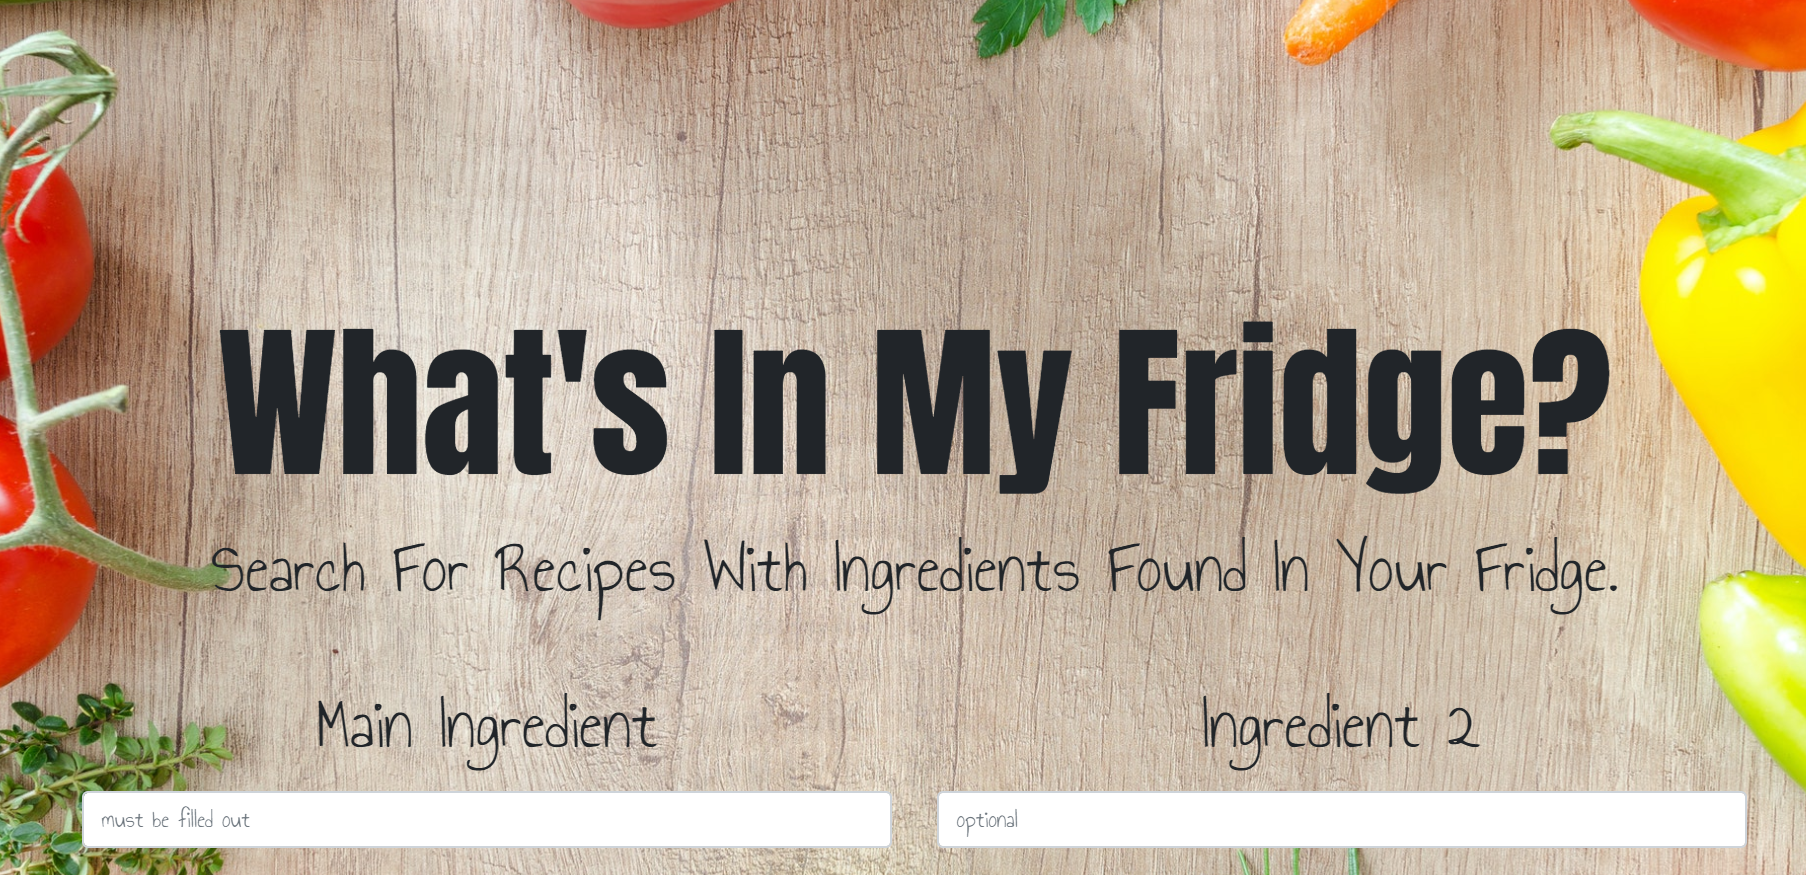 What's In My Fridge?
Search For Recipes With Ingredients Found In Your Fridge.
Main Ingredient
Ingredient 2
must be filled out
optional